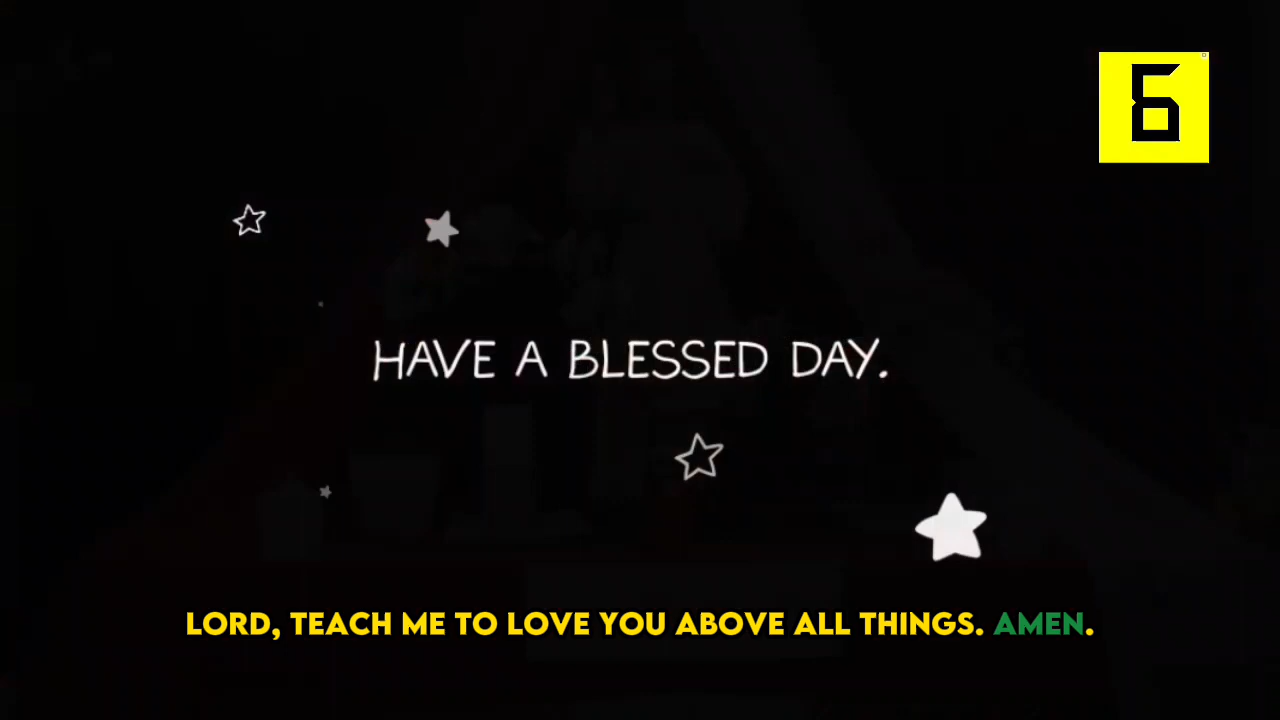 6
HAVE A BLESSED DAY.
LORD, TEACH ME TO LOVE YOU ABOVE ALL THINGS. AMEN.